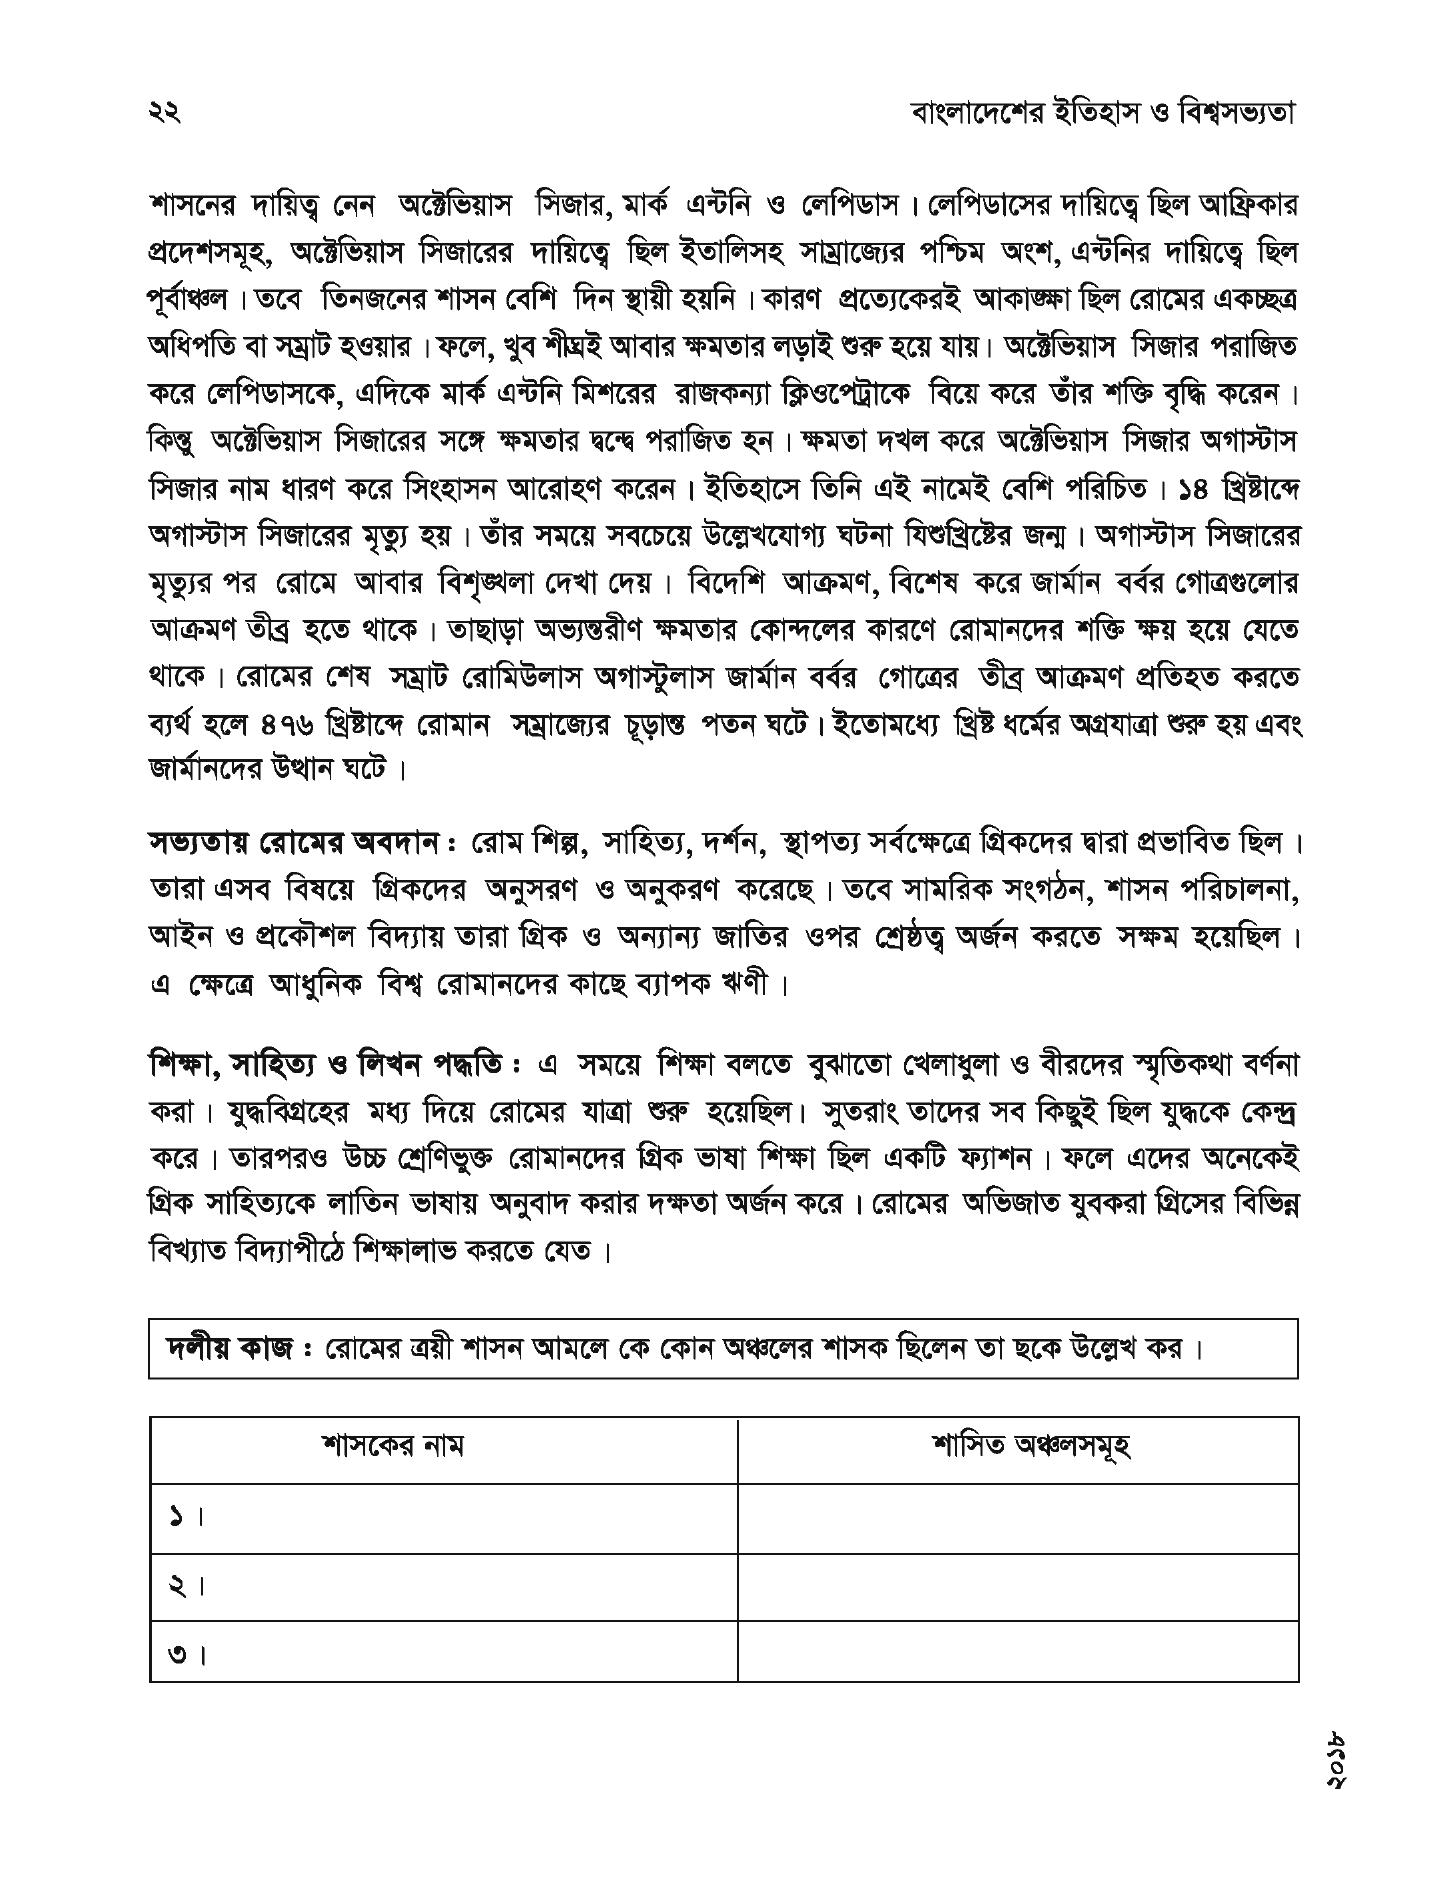 ২২
বাংলাদেশের ইতিহাস ও বিশ্বসভ্যতা
শাসনের দায়িত্ব নেন অক্টেভিয়াস সিজার, মার্ক এন্টনি ও লেপিডাস। লেপিডাসের দায়িত্বে ছিল আফ্রিকার
প্রদেশসমূহ, অক্টেভিয়াস সিজারের দায়িত্বে ছিল ইতালিসহ সাম্রাজ্যের পশ্চিম অংশ, এন্টনির দায়িত্বে ছিল
পূর্বাঞ্চল। তবে তিনজনের শাসন বেশি দিন স্থায়ী হয়নি। কারণ প্রত্যেকেরই আকাঙ্ক্ষা ছিল রোমের একচ্ছত্র
অধিপতি বা সম্রাট হওয়ার। ফলে, খুব শীঘ্রই আবার ক্ষমতার লড়াই শুরু হয়ে যায়। অক্টেভিয়াস সিজার পরাজিত
করে লেপিডাসকে, এদিকে মার্ক এন্টনি মিশরের রাজকন্যা ক্লিওপেট্রাকে বিয়ে করে তাঁর শক্তি বৃদ্ধি করেন।
কিন্তু অক্টেভিয়াস সিজারের সঙ্গে ক্ষমতার দ্বন্দ্বে পরাজিত হন। ক্ষমতা দখল করে অক্টেভিয়াস সিজার অগাস্টাস
সিজার নাম ধারণ করে সিংহাসন আরোহণ করেন। ইতিহাসে তিনি এই নামেই বেশি পরিচিত। ১৪ খ্রিষ্টাব্দে
অগাস্টাস সিজারের মৃত্যু হয়। তাঁর সময়ে সবচেয়ে উল্লেখযোগ্য ঘটনা যিশুখ্রিষ্টের জন্ম। অগাস্টাস সিজারের
মৃত্যুর পর রোমে আবার বিশৃঙ্খলা দেখা দেয়। বিদেশি আক্রমণ, বিশেষ করে জার্মান বর্বর গোত্রগুলোর
আক্রমণ তীব্র হতে থাকে। তাছাড়া অভ্যন্তরীণ ক্ষমতার কোন্দলের কারণে রোমানদের শক্তি ক্ষয় হয়ে যেতে
থাকে। রোমের শেষ সম্রাট রোমিউলাস অগাস্টুলাস জার্মান বর্বর গোত্রের তীব্র আক্রমণ প্রতিহত করতে
ব্যর্থ হলে ৪৭৬ খ্রিষ্টাব্দে রোমান সম্রাজ্যের চূড়ান্ত পতন ঘটে। ইতোমধ্যে খ্রিষ্ট ধর্মের অগ্রযাত্রা শুরু হয় এবং
জার্মানদের উত্থান ঘটে।
সভ্যতায় রোমের অবদান : রোম শিল্প, সাহিত্য, দর্শন, স্থাপত্য সর্বক্ষেত্রে গ্রিকদের দ্বারা প্রভাবিত ছিল।
তারা এসব বিষয়ে গ্রিকদের অনুসরণ ও অনুকরণ করেছে। তবে সামরিক সংগঠন, শাসন পরিচালনা,
আইন ও প্রকৌশল বিদ্যায় তারা গ্রিক ও অন্যান্য জাতির ওপর শ্রেষ্ঠত্ব অর্জন করতে সক্ষম হয়েছিল।
এ ক্ষেত্রে আধুনিক বিশ্ব রোমানদের কাছে ব্যাপক ঋণী।
শিক্ষা, সাহিত্য ও লিখন পদ্ধতি : এ সময়ে শিক্ষা বলতে বুঝাতো খেলাধুলা ও বীরদের স্মৃতিকথা বর্ণনা
করা। যুদ্ধবিগ্রহের মধ্য দিয়ে রোমের যাত্রা শুরু হয়েছিল। সুতরাং তাদের সব কিছুই ছিল যুদ্ধকে কেন্দ্র
করে। তারপরও উচ্চ শ্রেণিভুক্ত রোমানদের গ্রিক ভাষা শিক্ষা ছিল একটি ফ্যাশন। ফলে এদের অনেকেই
গ্রিক সাহিত্যকে লাতিন ভাষায় অনুবাদ করার দক্ষতা অর্জন করে। রোমের অভিজাত যুবকরা গ্রিসের বিভিন্ন
বিখ্যাত বিদ্যাপীঠে শিক্ষালাভ করতে যেত।
দলীয় কাজ : রোমের ত্রয়ী শাসন আমলে কে কোন অঞ্চলের শাসক ছিলেন তা ছকে উল্লেখ কর।
শাসকের নাম
শাসিত অঞ্চলসমূহ
১।
২।
৩।
২০১৮